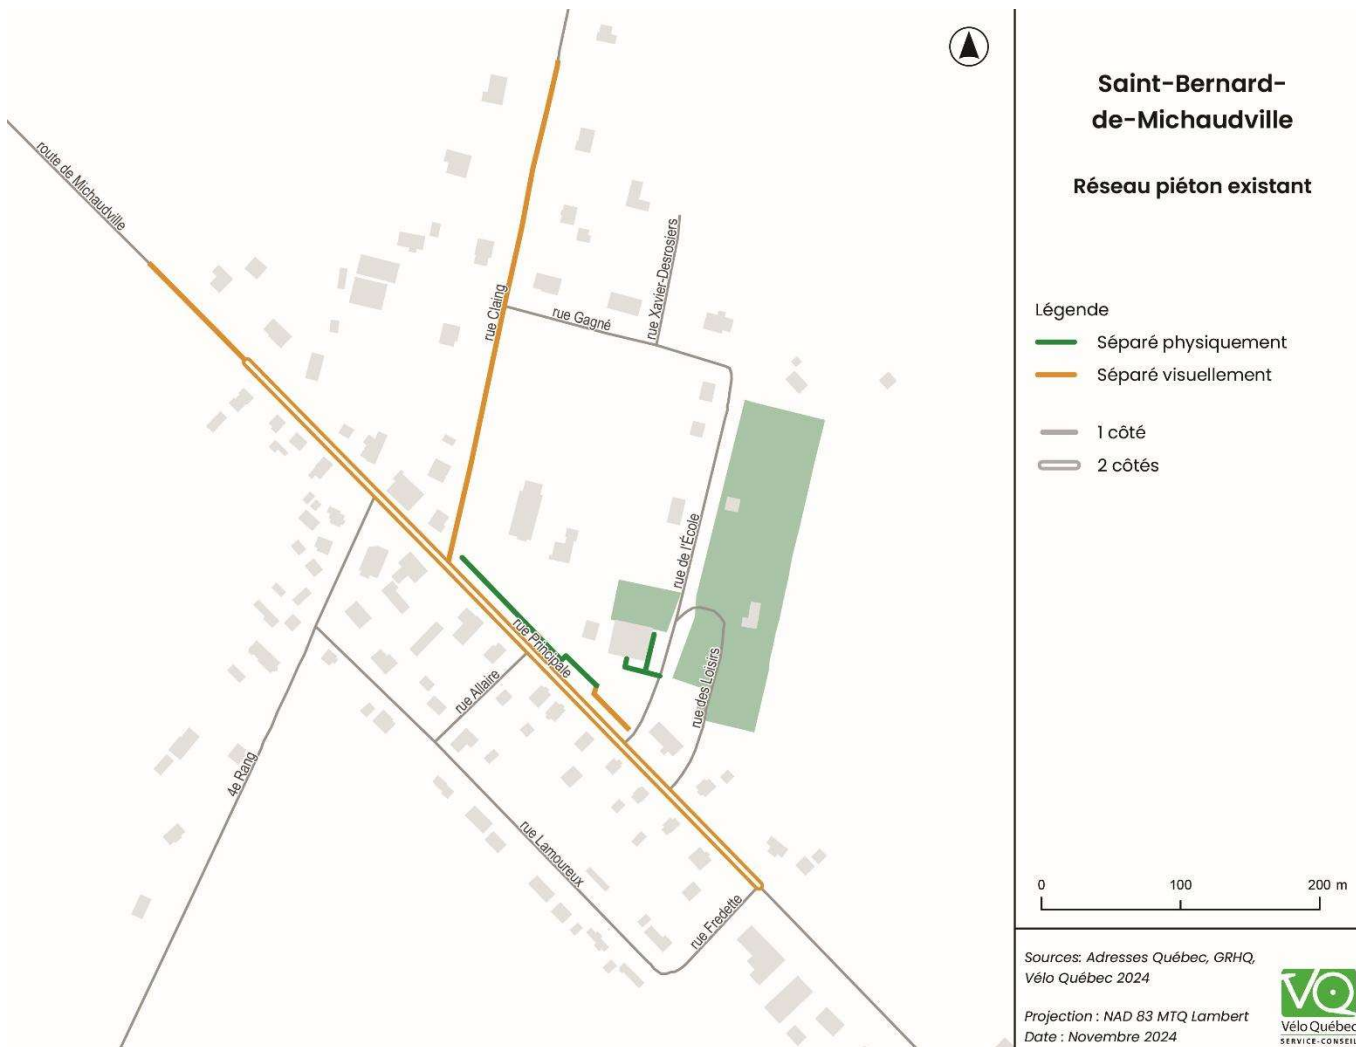 Saint-Bernard-
de-Michaudville
Réseau piéton existant
Légende
Séparé physiquement
Séparé visuellement
1 côté
2 côtés
route de Michaudville
rue Claing
rue Gagné
rue Xavier-Desrosiers
rue de l'École
rue Principale
rue des Loisirs
rue Allaire
4e Rang
rue Lamoureux
rue Fredette
0 100 200 m
Sources: Adresses Québec, GRHQ,
Vélo Québec 2024
Projection : NAD 83 MTQ Lambert
Date : Novembre 2024
VQ
Vélo Québec
SERVICE-CONSEIL